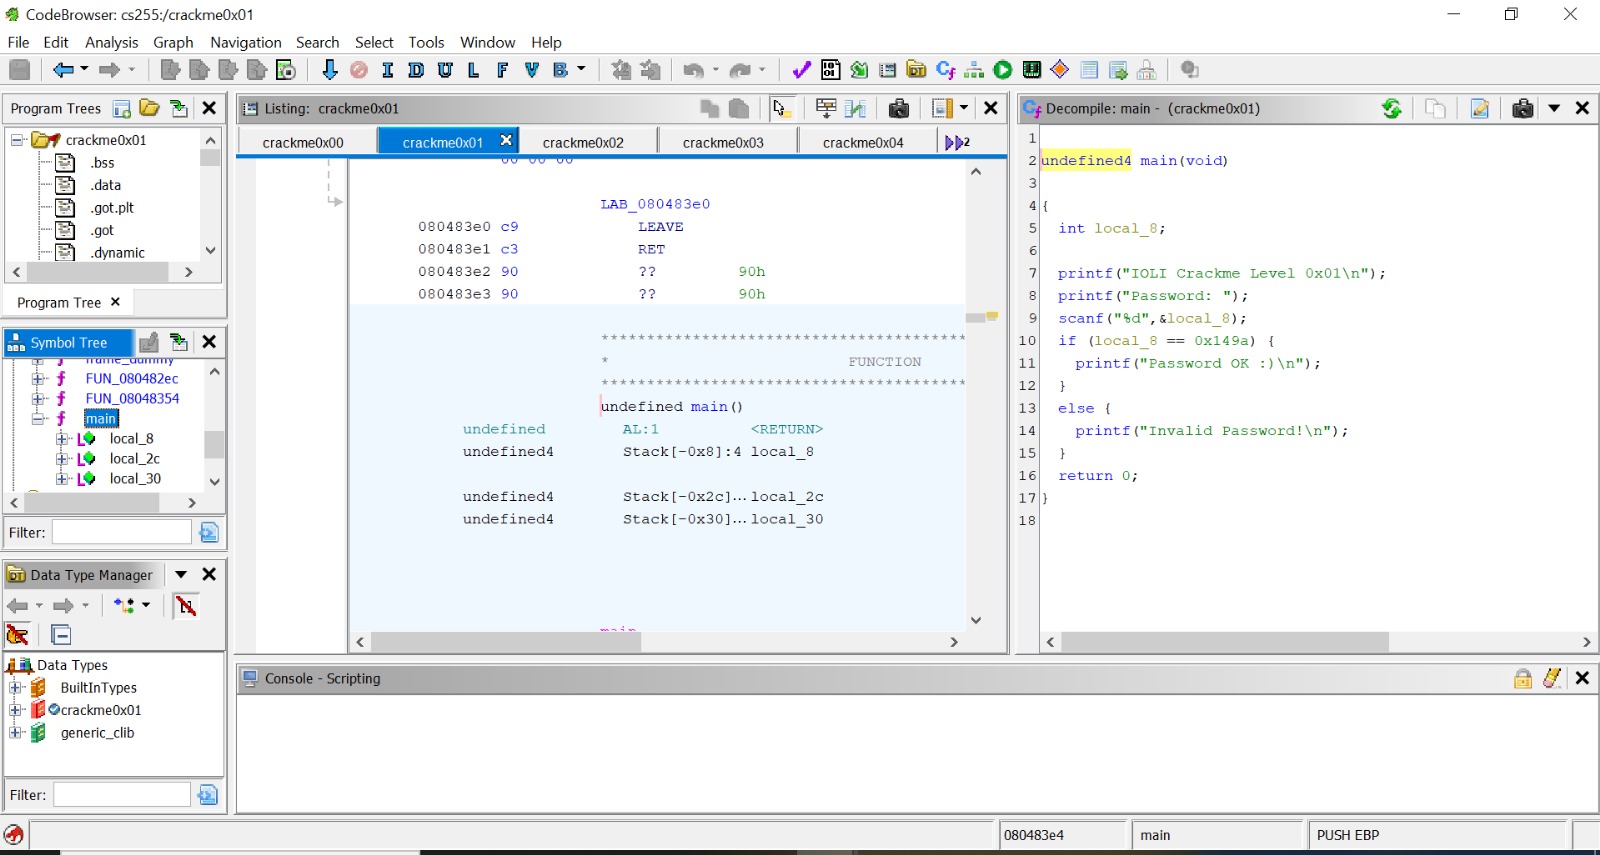 CodeBrowser: cs255:/crackme0x01
File Edit Analysis Graph Navigation Search Select Tools Window Help
I D U L F V B
Program Trees
crackme0x01
.bss
.data
.got.plt
.got
.dynamic
Program Tree
Symbol Tree
frame_dummy
FUN_080482ec
FUN_08048354
main
local_8
local_2c
local_30
Filter:
Data Type Manager
Data Types
BuiltInTypes
crackme0x01
generic_clib
Filter:
Listing: crackme0x01
crackme0x00 crackme0x01 crackme0x02 crackme0x03 crackme0x04 2
00 00 00
LAB_080483e0
080483e0 c9 LEAVE
080483e1 c3 RET
080483e2 90 ?? 90h
080483e3 90 ?? 90h
****************************************
* FUNCTION
****************************************
undefined main()
undefined AL:1 <RETURN>
undefined4 Stack[-0x8]:4 local_8
undefined4 Stack[-0x2c]... local_2c
undefined4 Stack[-0x30]... local_30
main
Decompile: main - (crackme0x01)
1
2 undefined4 main(void)
3
4 {
5 int local_8;
6
7 printf("IOLI Crackme Level 0x01\n");
8 printf("Password: ");
9 scanf("%d",&local_8);
10 if (local_8 == 0x149a) {
11 printf("Password OK :)\n");
12 }
13 else {
14 printf("Invalid Password!\n");
15 }
16 return 0;
17 }
18
Console - Scripting
080483e4 main PUSH EBP